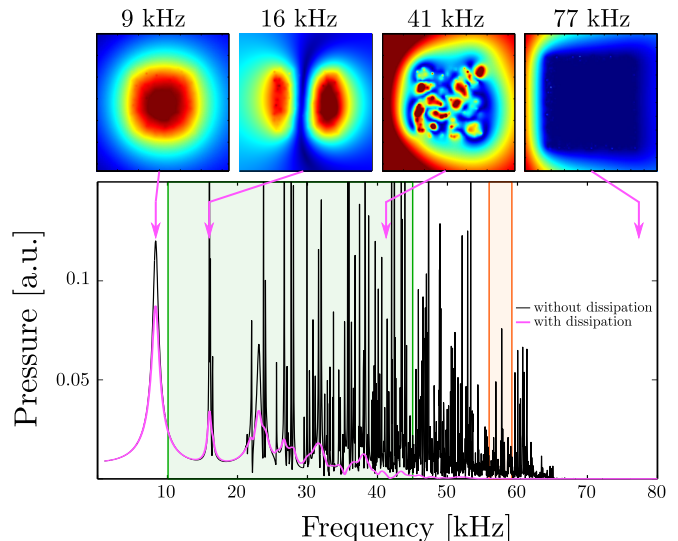 9 kHz 16 kHz 41 kHz 77 kHz
Pressure [a.u.]
0.1
0.05
without dissipation
with dissipation
10 20 30 40 50 60 70 80
Frequency [kHz]